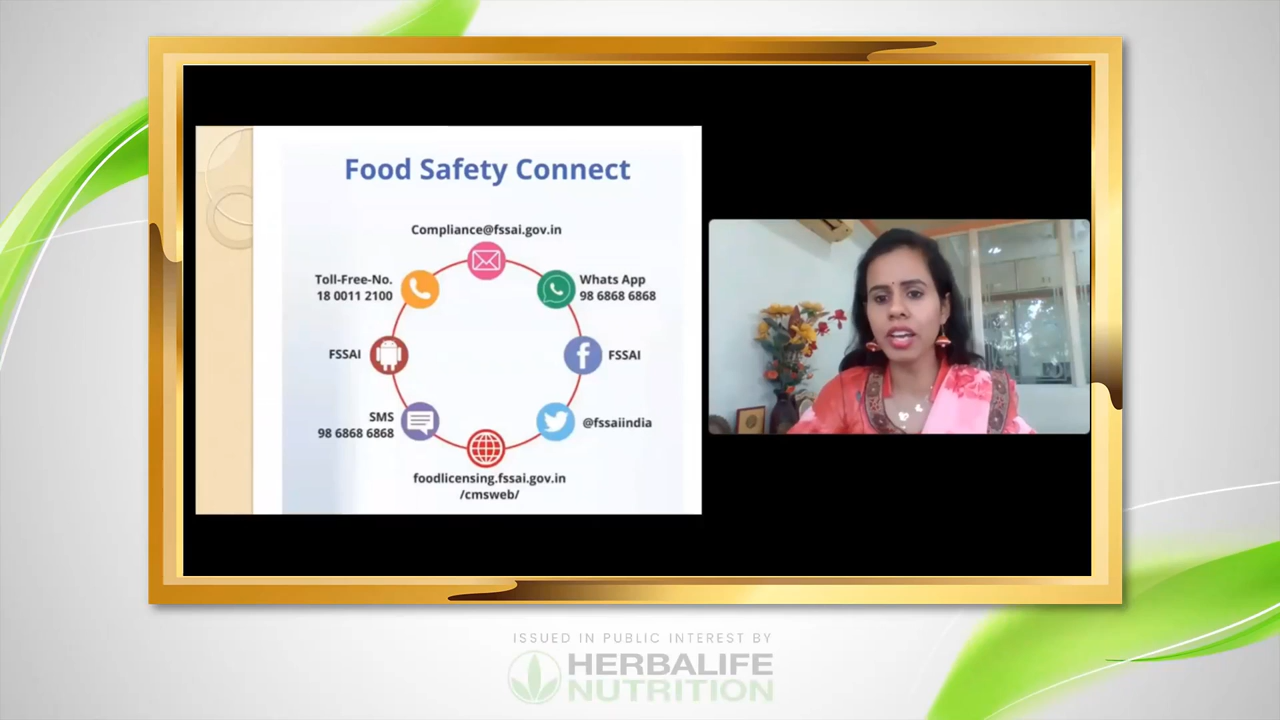 Food Safety Connect
Compliance@fssai.gov.in
Toll-Free-No.
18 0011 2100
Whats App
98 6868 6868
FSSAI
FSSAI
SMS
98 6868 6868
@fssaiindia
foodlicensing.fssai.gov.in
/cmsweb/
ISSUED IN PUBLIC INTEREST BY
HERBALIFE
NUTRITION